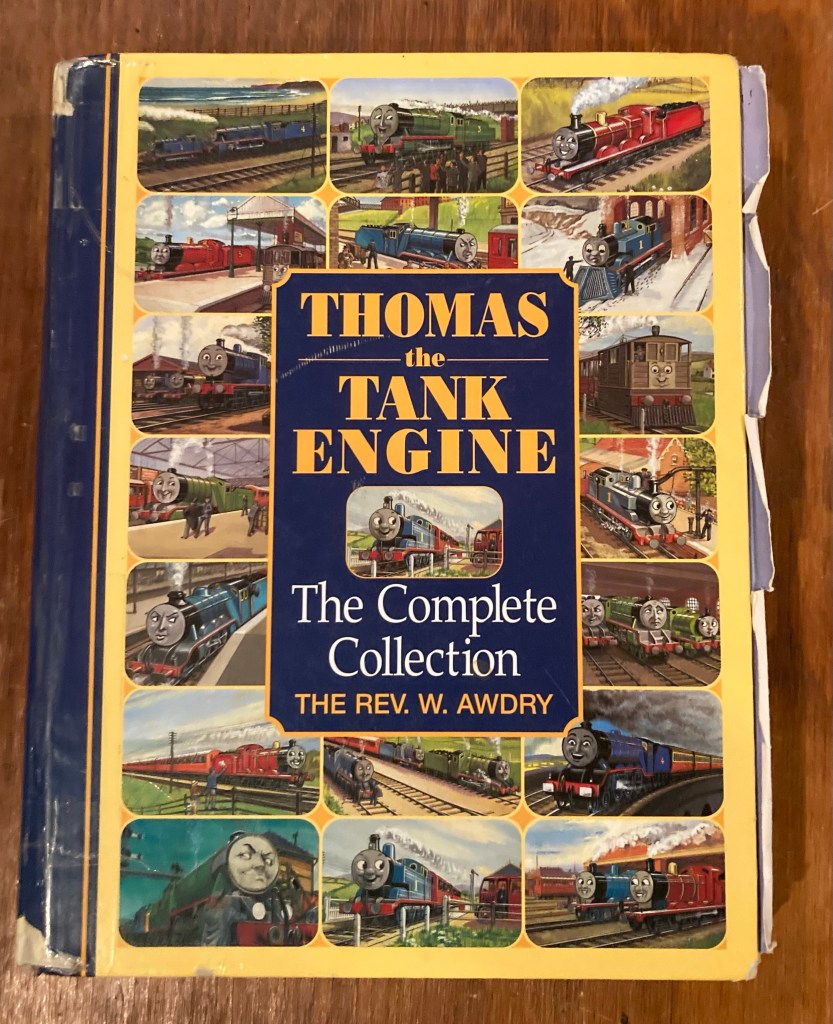 THOMAS
the
TANK
ENGINE
The Complete
Collection
THE REV. W. AWDRY